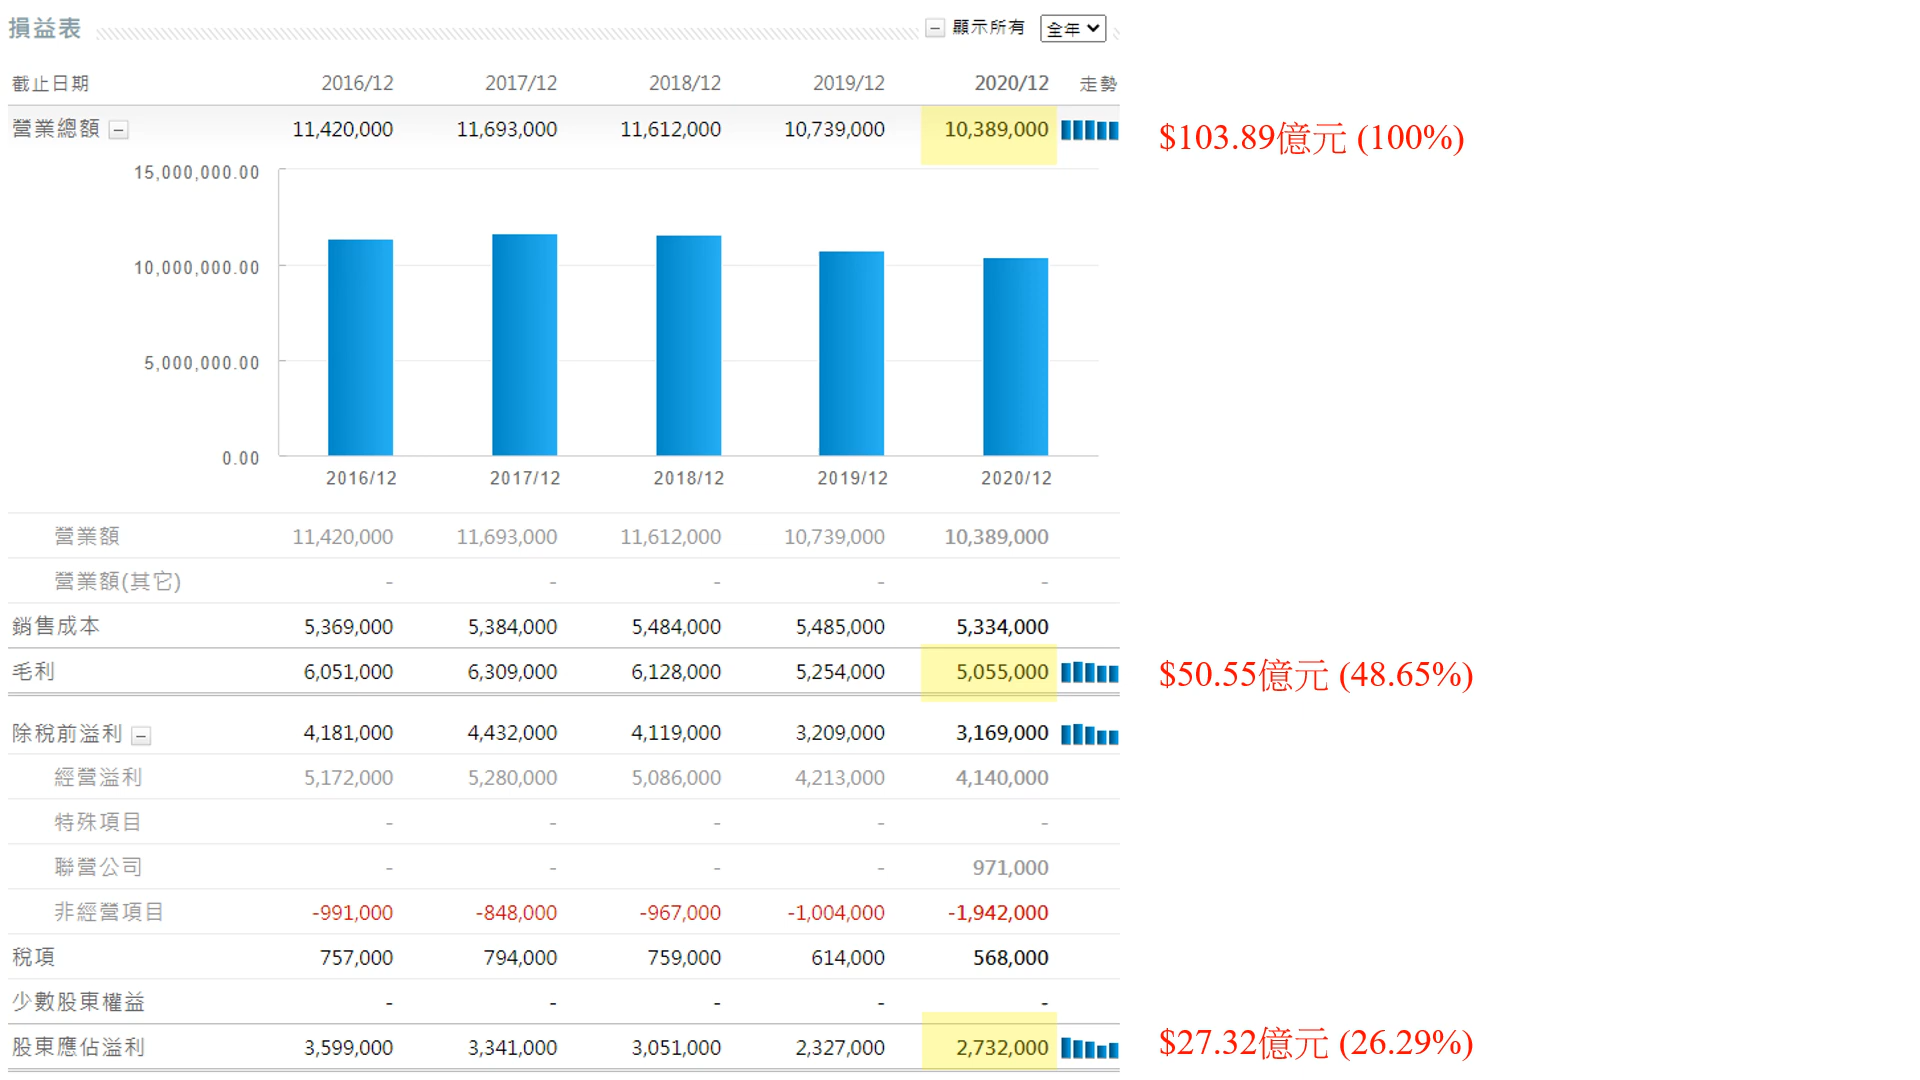 損益表
顯示所有 全年
截止日期 2016/12 2017/12 2018/12 2019/12 2020/12 走勢
營業總額 11,420,000 11,693,000 11,612,000 10,739,000 10,389,000 $103.89億元 (100%)
15,000,000.00
10,000,000.00
5,000,000.00
0.00
2016/12 2017/12 2018/12 2019/12 2020/12
營業額 11,420,000 11,693,000 11,612,000 10,739,000 10,389,000
營業額(其它) - - - - -
銷售成本 5,369,000 5,384,000 5,484,000 5,485,000 5,334,000
毛利 6,051,000 6,309,000 6,128,000 5,254,000 5,055,000 $50.55億元 (48.65%)
除稅前溢利 4,181,000 4,432,000 4,119,000 3,209,000 3,169,000
經營溢利 5,172,000 5,280,000 5,086,000 4,213,000 4,140,000
特殊項目 - - - - -
聯營公司 - - - - 971,000
非經營項目 -991,000 -848,000 -967,000 -1,004,000 -1,942,000
稅項 757,000 794,000 759,000 614,000 568,000
少數股東權益 - - - - -
股東應佔溢利 3,599,000 3,341,000 3,051,000 2,327,000 2,732,000 $27.32億元 (26.29%)